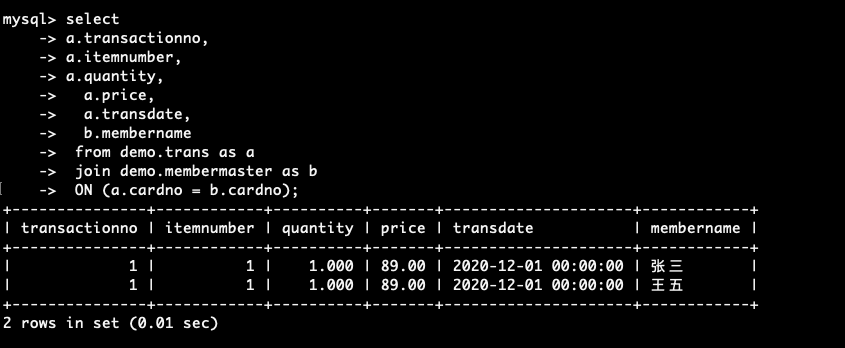 mysql> select
    -> a.transactionno,
    -> a.itemnumber,
    -> a.quantity,
    ->  a.price,
    ->  a.transdate,
    ->  b.membername
    -> from demo.trans as a
    -> join demo.membermaster as b
    -> ON (a.cardno = b.cardno);
+---------------+------------+----------+-------+---------------------+------------+
| transactionno | itemnumber | quantity | price | transdate           | membername |
+---------------+------------+----------+-------+---------------------+------------+
|             1 |          1 |    1.000 | 89.00 | 2020-12-01 00:00:00 | 张三       |
|             1 |          1 |    1.000 | 89.00 | 2020-12-01 00:00:00 | 王五       |
+---------------+------------+----------+-------+---------------------+------------+
2 rows in set (0.01 sec)